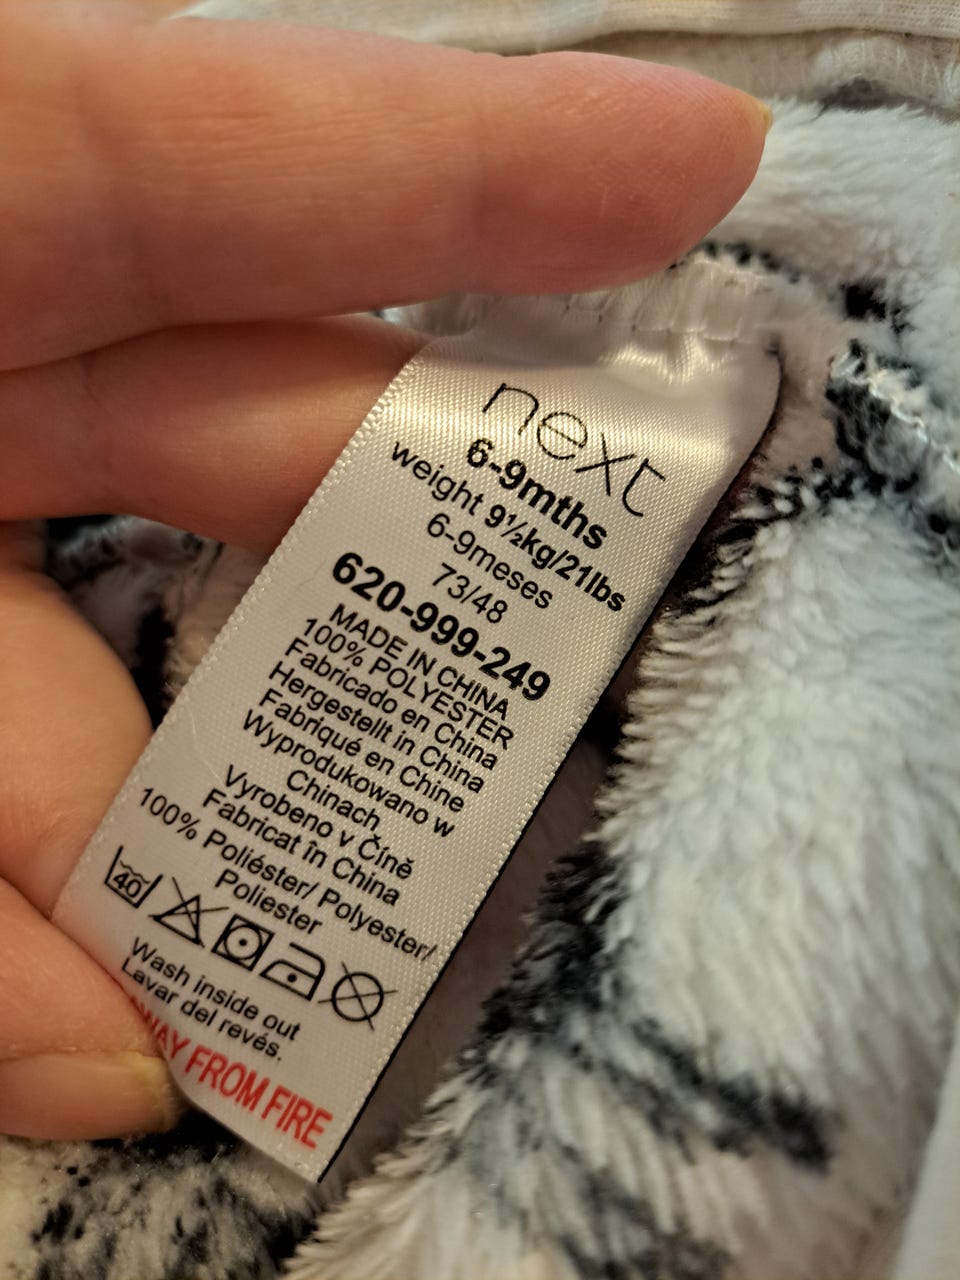 next
6-9mths
weight 9½kg/21lbs
6-9meses
73/48
620-999-249
MADE IN CHINA
100% POLYESTER
Fabricado en China
Hergestellt in China
Fabriqué en Chine
Wyprodukowano w
Chinach
Vyrobeno v Číně
Fabricat în China
100% Poliéster/ Polyester/
Poliester
40
Wash inside out
Lavar del revés.
FROM FIRE